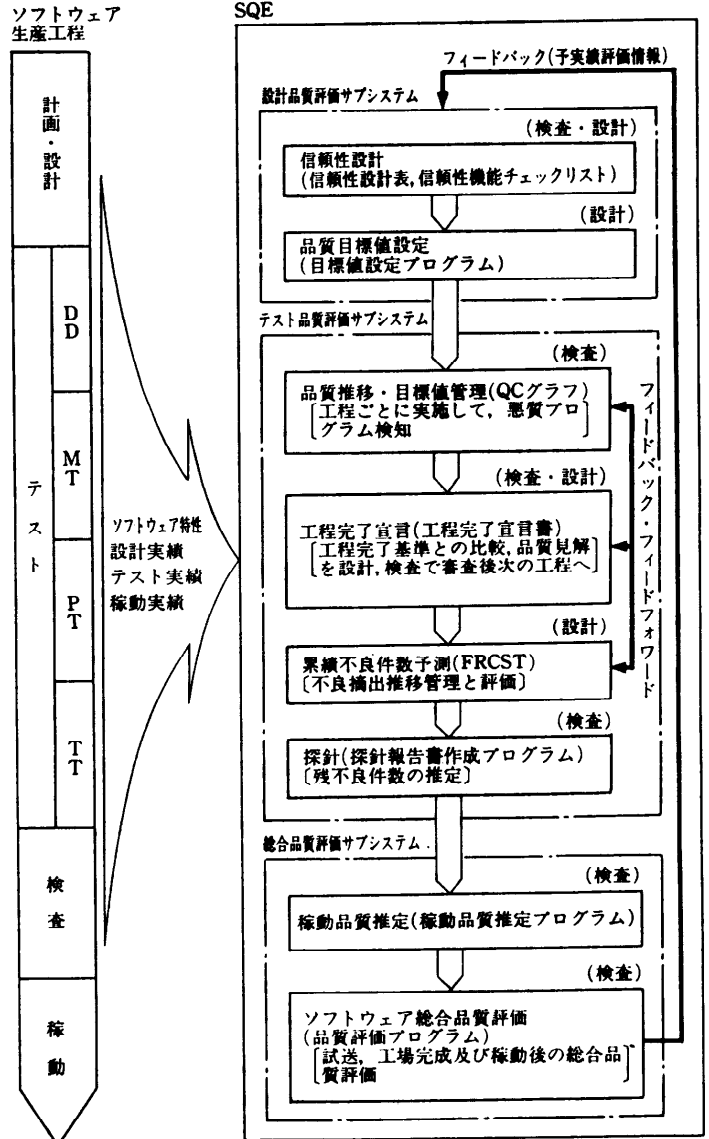 ソフトウェア
生産工程
計画・設計
テスト
DD
MT
PT
TT
検査
稼動
ソフトウェア特性
設計実績
テスト実績
稼動実績
SQE
フィードバック(予実績評価情報)
設計品質評価サブシステム
(検査・設計)
信頼性設計
(信頼性設計表,信頼性機能チェックリスト)
(設計)
品質目標値設定
(目標値設定プログラム)
テスト品質評価サブシステム
(検査)
品質推移・目標値管理(QCグラフ)
[工程ごとに実施して,悪質プロ
グラム検知]
(検査・設計)
工程完了宣言(工程完了宣言書)
[工程完了基準との比較,品質見解
を設計,検査で審査後次の工程へ]
(設計)
累績不良件数予測(FRCST)
〔不良摘出推移管理と評価〕
(検査)
探針(探針報告書作成プログラム)
〔残不良件数の推定〕
フィードバック・フィードフォワード
総合品質評価サブシステム
(検査)
稼動品質推定(稼動品質推定プログラム)
(検査)
ソフトウェア総合品質評価
(品質評価プログラム)
[試送,工場完成及び稼動後の総合品
質評価]